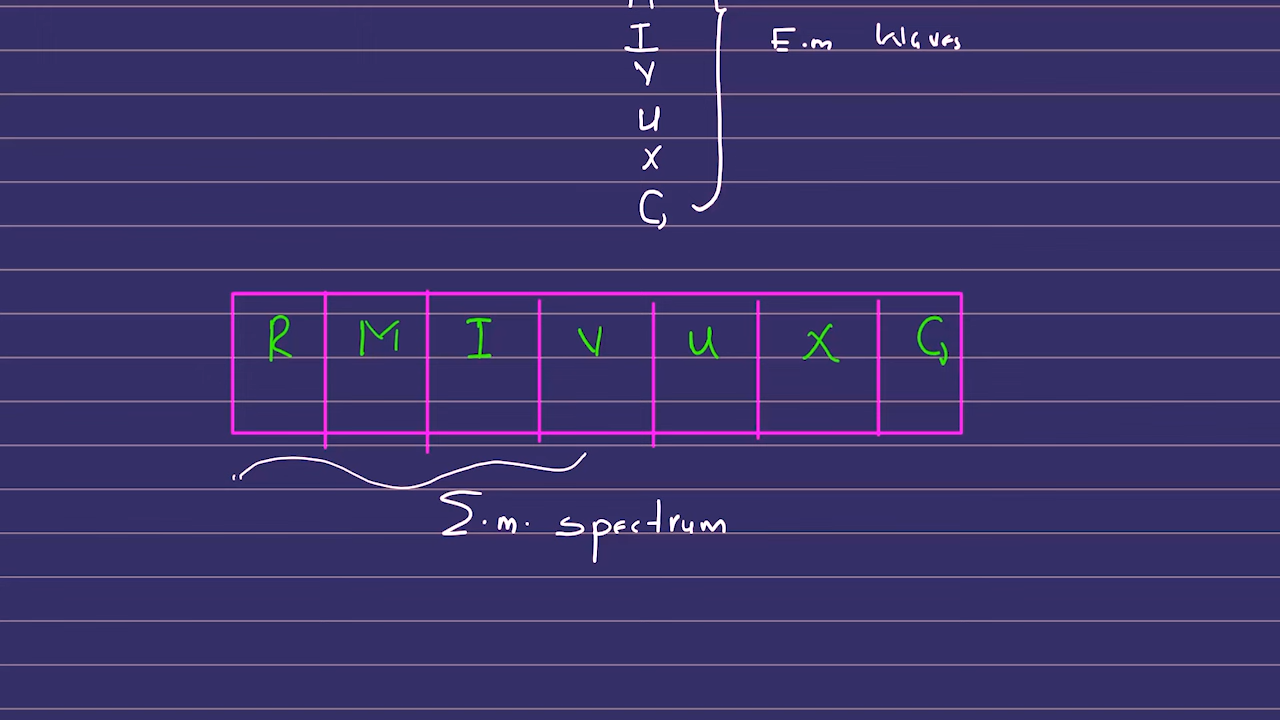 I E.m Waves
V
U
X
G
R M I V U X G
E.m. spectrum